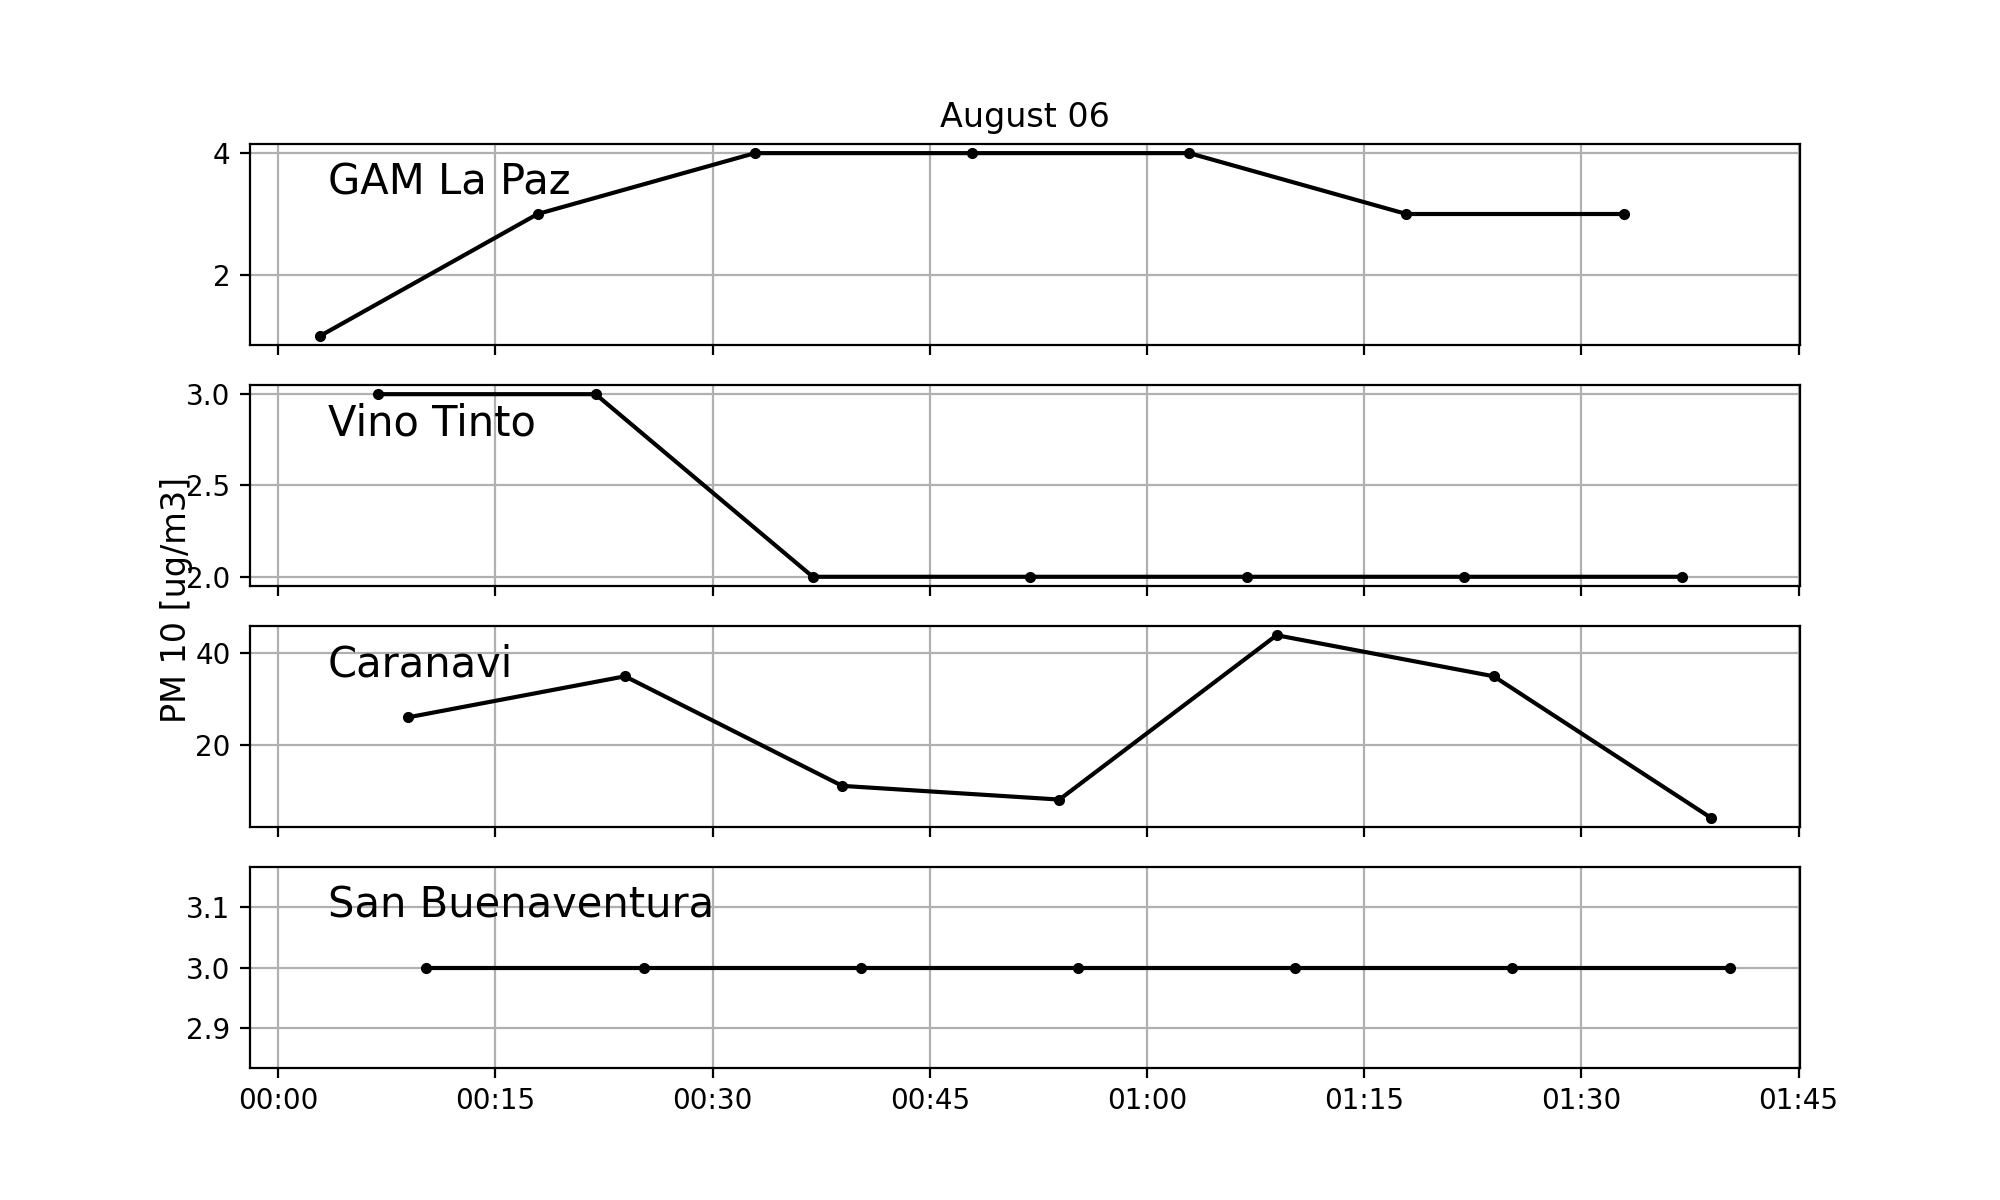 August 06
4
GAM La Paz
2
3.0
Vino Tinto
2.5
2.0
PM 10 [ug/m3]
40
Caranavi
20
3.1
San Buenaventura
3.0
2.9
00:00 00:15 00:30 00:45 01:00 01:15 01:30 01:45